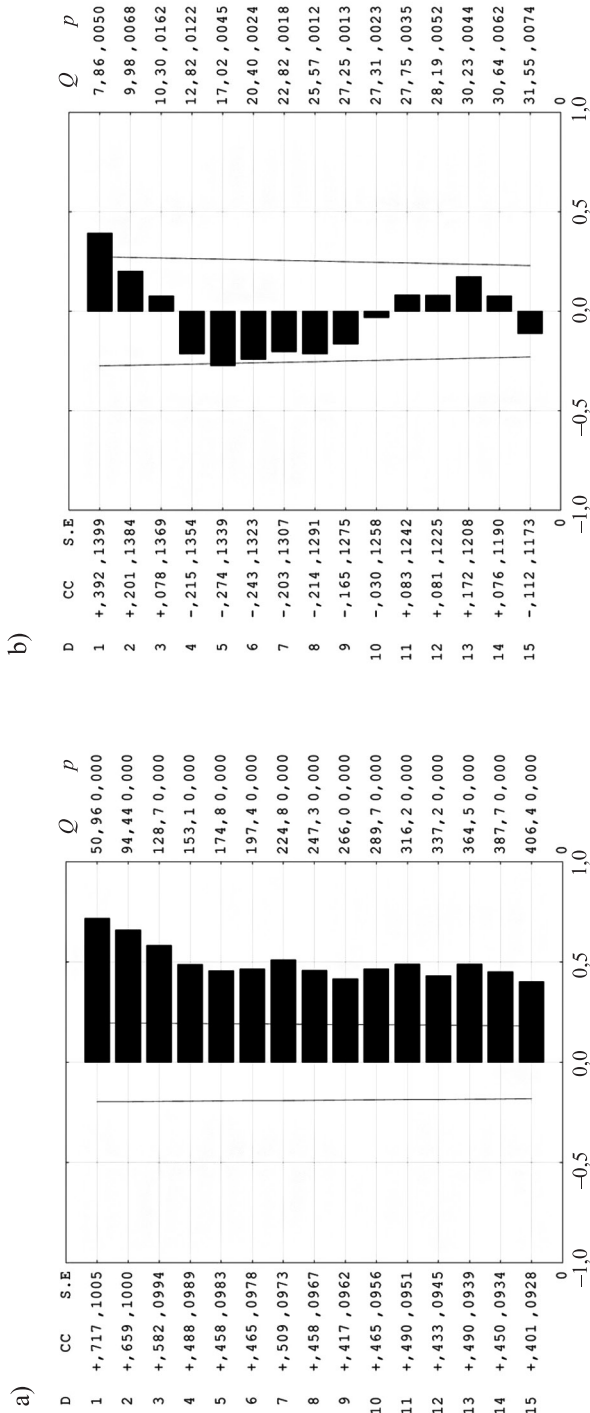 a)
D CC S.E Q p
1 +,717 ,1005 50,96 0,000
2 +,659 ,1000 94,44 0,000
3 +,582 ,0994 128,7 0,000
4 +,488 ,0989 153,1 0,000
5 +,458 ,0983 174,8 0,000
6 +,465 ,0978 197,4 0,000
7 +,509 ,0973 224,8 0,000
8 +,458 ,0967 247,3 0,000
9 +,417 ,0962 266,0 0,000
10 +,465 ,0956 289,7 0,000
11 +,490 ,0951 316,2 0,000
12 +,433 ,0945 337,2 0,000
13 +,490 ,0939 364,5 0,000
14 +,450 ,0934 387,7 0,000
15 +,401 ,0928 406,4 0,000
0 0
−1,0 −0,5 0,0 0,5 1,0
b)
D CC S.E Q p
1 +,392 ,1399 7,86 ,0050
2 +,201 ,1384 9,98 ,0068
3 +,078 ,1369 10,30 ,0162
4 -,215 ,1354 12,82 ,0122
5 -,274 ,1339 17,02 ,0045
6 -,243 ,1323 20,40 ,0024
7 -,203 ,1307 22,82 ,0018
8 -,214 ,1291 25,57 ,0012
9 -,165 ,1275 27,25 ,0013
10 -,030 ,1258 27,31 ,0023
11 +,083 ,1242 27,75 ,0035
12 +,081 ,1225 28,19 ,0052
13 +,172 ,1208 30,23 ,0044
14 +,076 ,1190 30,64 ,0062
15 -,112 ,1173 31,55 ,0074
0 0
−1,0 −0,5 0,0 0,5 1,0